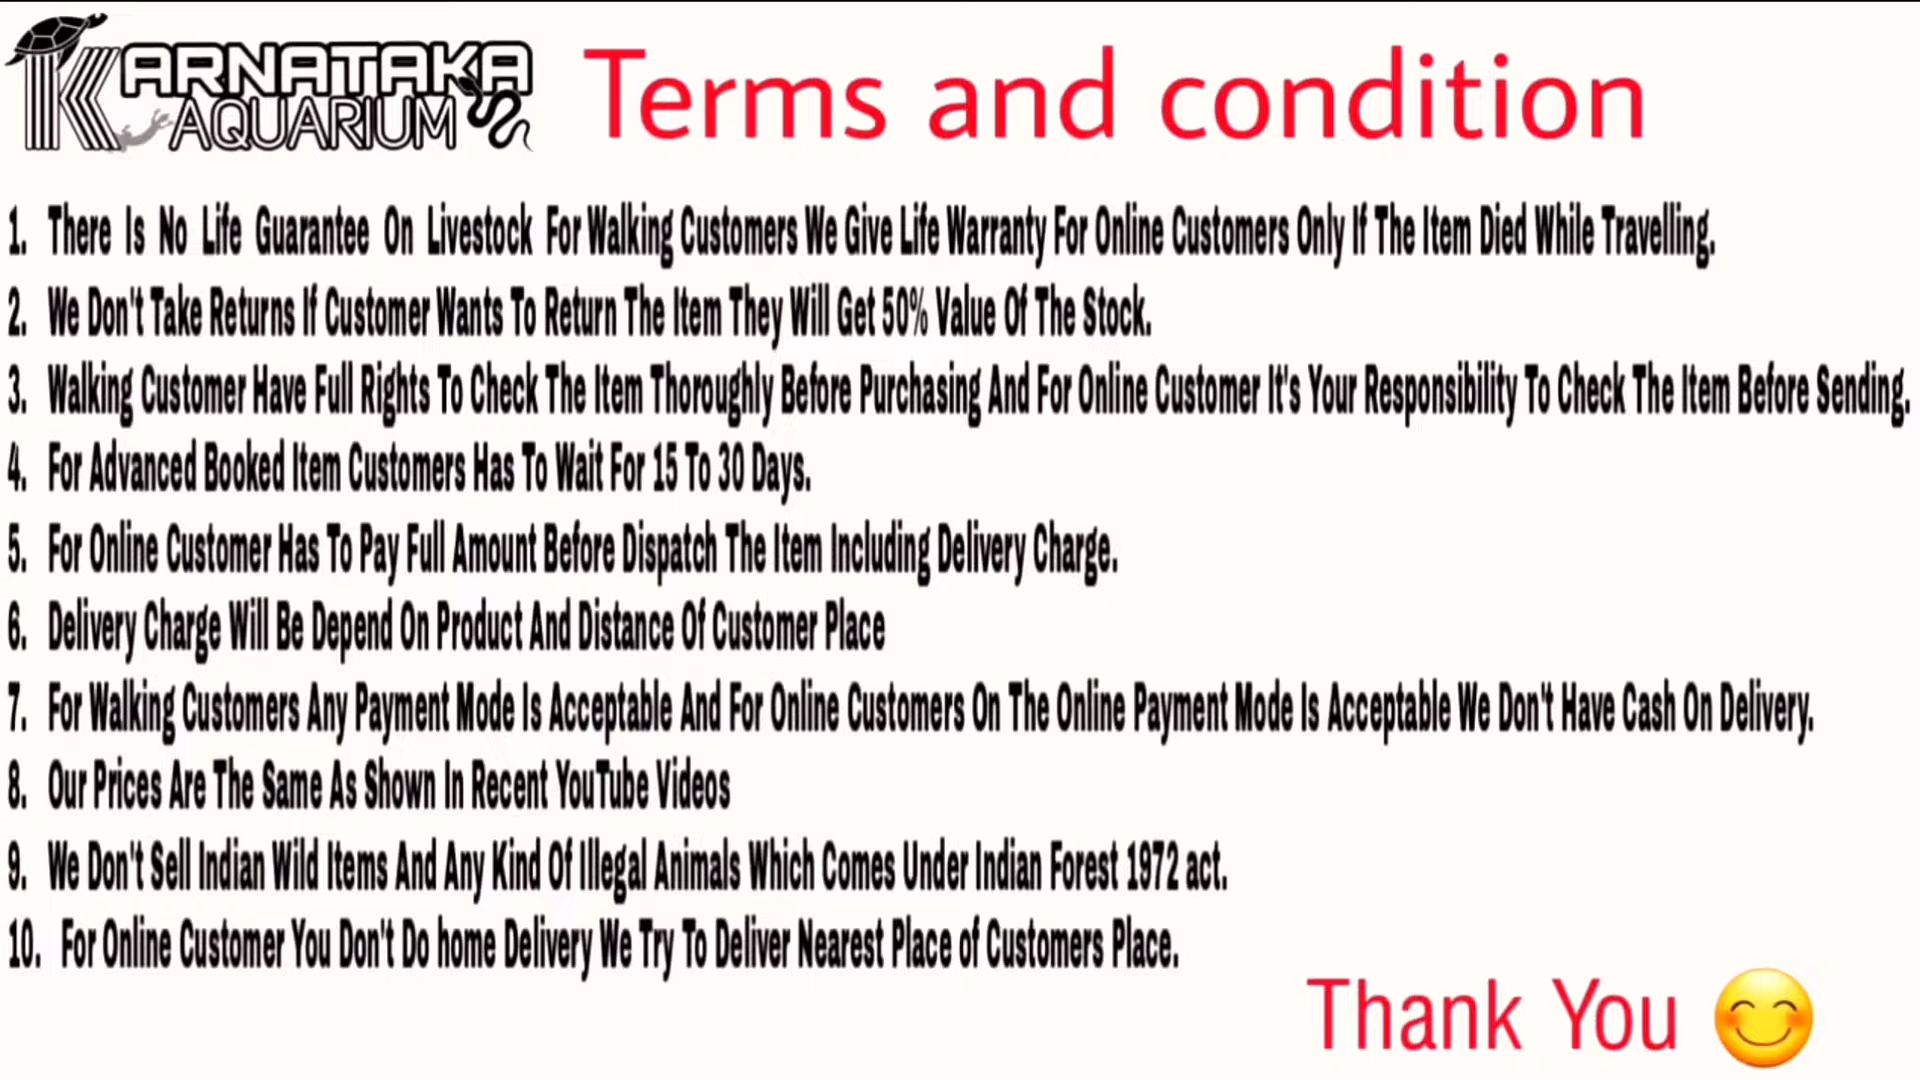 KARNATAKA
AQUARIUM
Terms and condition
1. There Is No Life Guarantee On Livestock For Walking Customers We Give Life Warranty For Online Customers Only If The Item Died While Travelling.
2. We Don't Take Returns If Customer Wants To Return The Item They Will Get 50% Value Of The Stock.
3. Walking Customer Have Full Rights To Check The Item Thoroughly Before Purchasing And For Online Customer It's Your Responsibility To Check The Item Before Sending.
4. For Advanced Booked Item Customers Has To Wait For 15 To 30 Days.
5. For Online Customer Has To Pay Full Amount Before Dispatch The Item Including Delivery Charge.
6. Delivery Charge Will Be Depend On Product And Distance Of Customer Place
7. For Walking Customers Any Payment Mode Is Acceptable And For Online Customers On The Online Payment Mode Is Acceptable We Don't Have Cash On Delivery.
8. Our Prices Are The Same As Shown In Recent YouTube Videos
9. We Don't Sell Indian Wild Items And Any Kind Of Illegal Animals Which Comes Under Indian Forest 1972 act.
10. For Online Customer You Don't Do home Delivery We Try To Deliver Nearest Place of Customers Place.
Thank You 😊